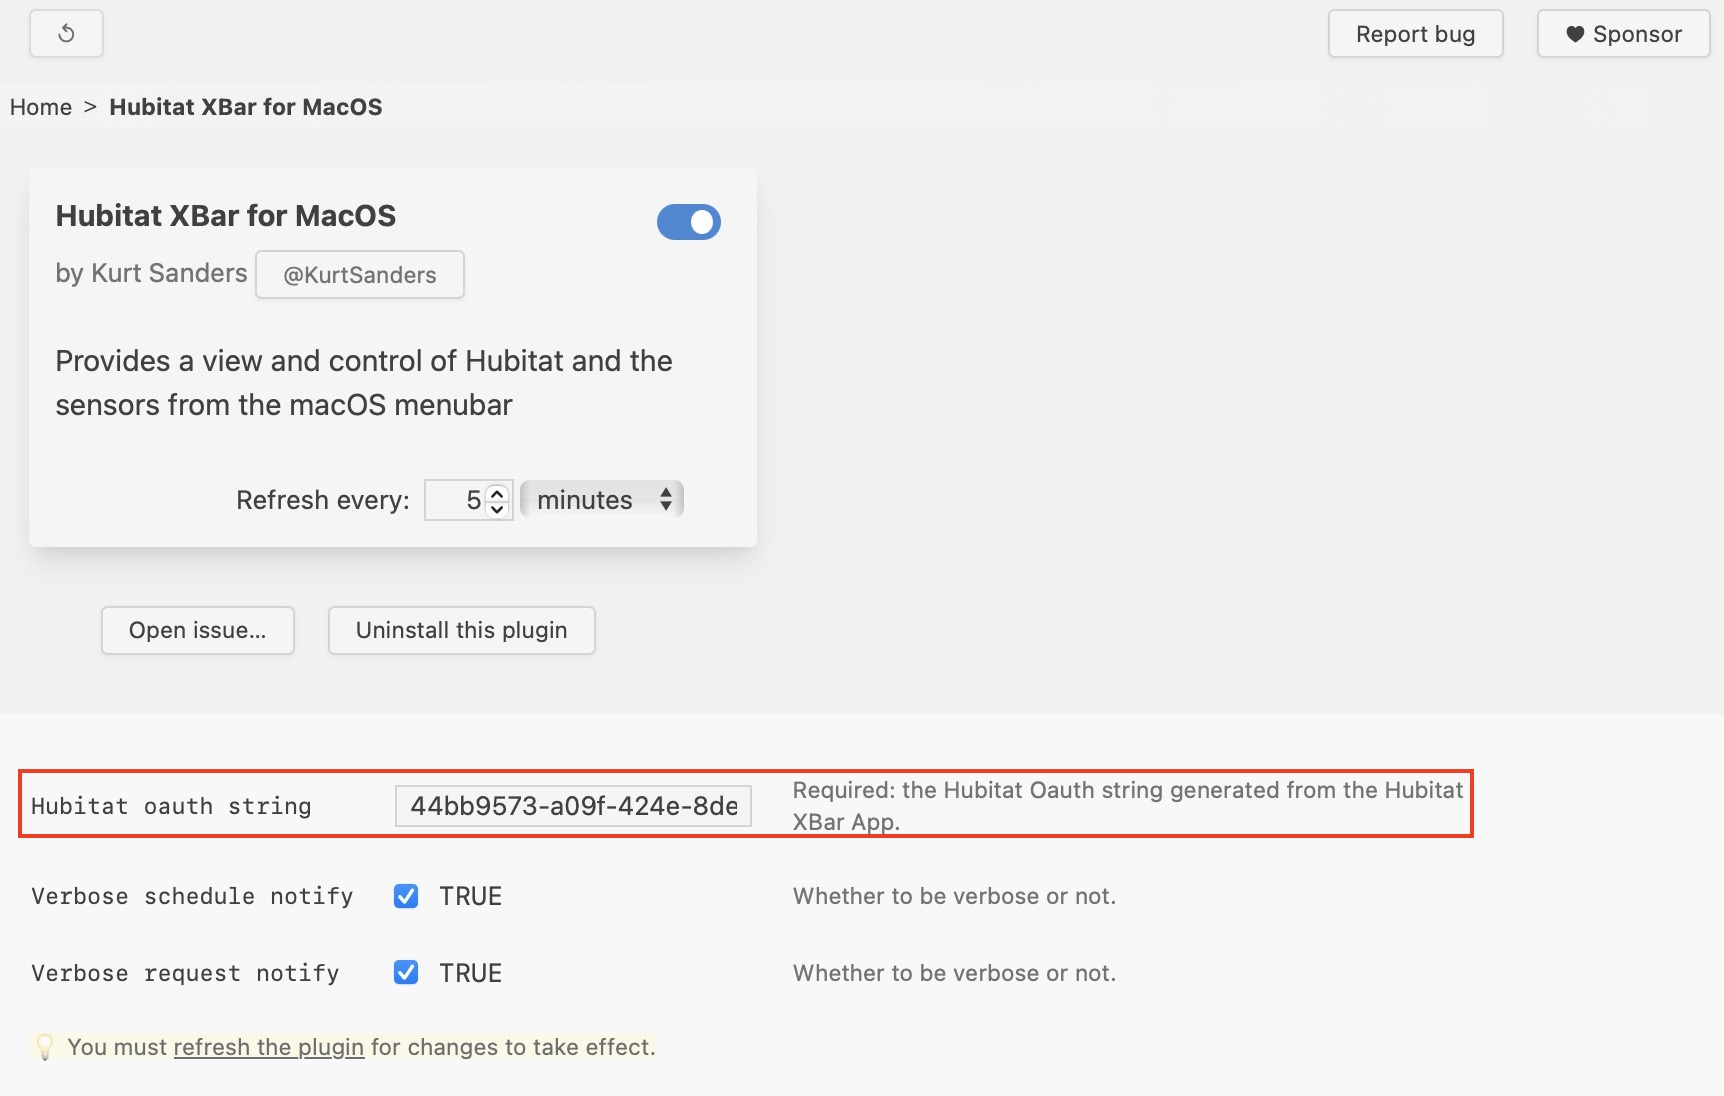 Report bug
Sponsor
Home > Hubitat XBar for MacOS
Hubitat XBar for MacOS
by Kurt Sanders @KurtSanders
Provides a view and control of Hubitat and the
sensors from the macOS menubar
Refresh every: 5 minutes
Open issue...
Uninstall this plugin
Hubitat oauth string
44bb9573-a09f-424e-8de
Required: the Hubitat Oauth string generated from the Hubitat
XBar App.
Verbose schedule notify
TRUE
Whether to be verbose or not.
Verbose request notify
TRUE
Whether to be verbose or not.
You must refresh the plugin for changes to take effect.